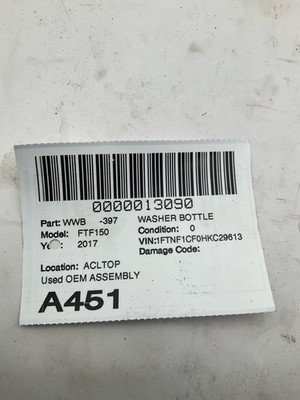 0000013090
Part: WWB -397 WASHER BOTTLE
Model: FTF150 Condition: 0
2017 VIN:1FTNF1CF0HKC29613
Damage Code:
Location: ACLTOP
Used OEM ASSEMBLY
A451